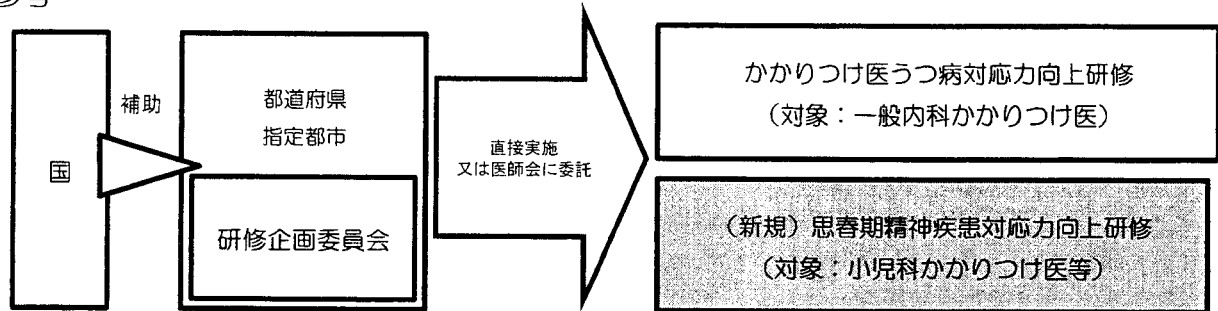 国
補助
都道府県
指定都市
研修企画委員会
直接実施
又は医師会に委託
かかりつけ医うつ病対応力向上研修
(対象:一般内科かかりつけ医)
(新規)思春期精神疾患対応力向上研修
(対象:小児科かかりつけ医等)